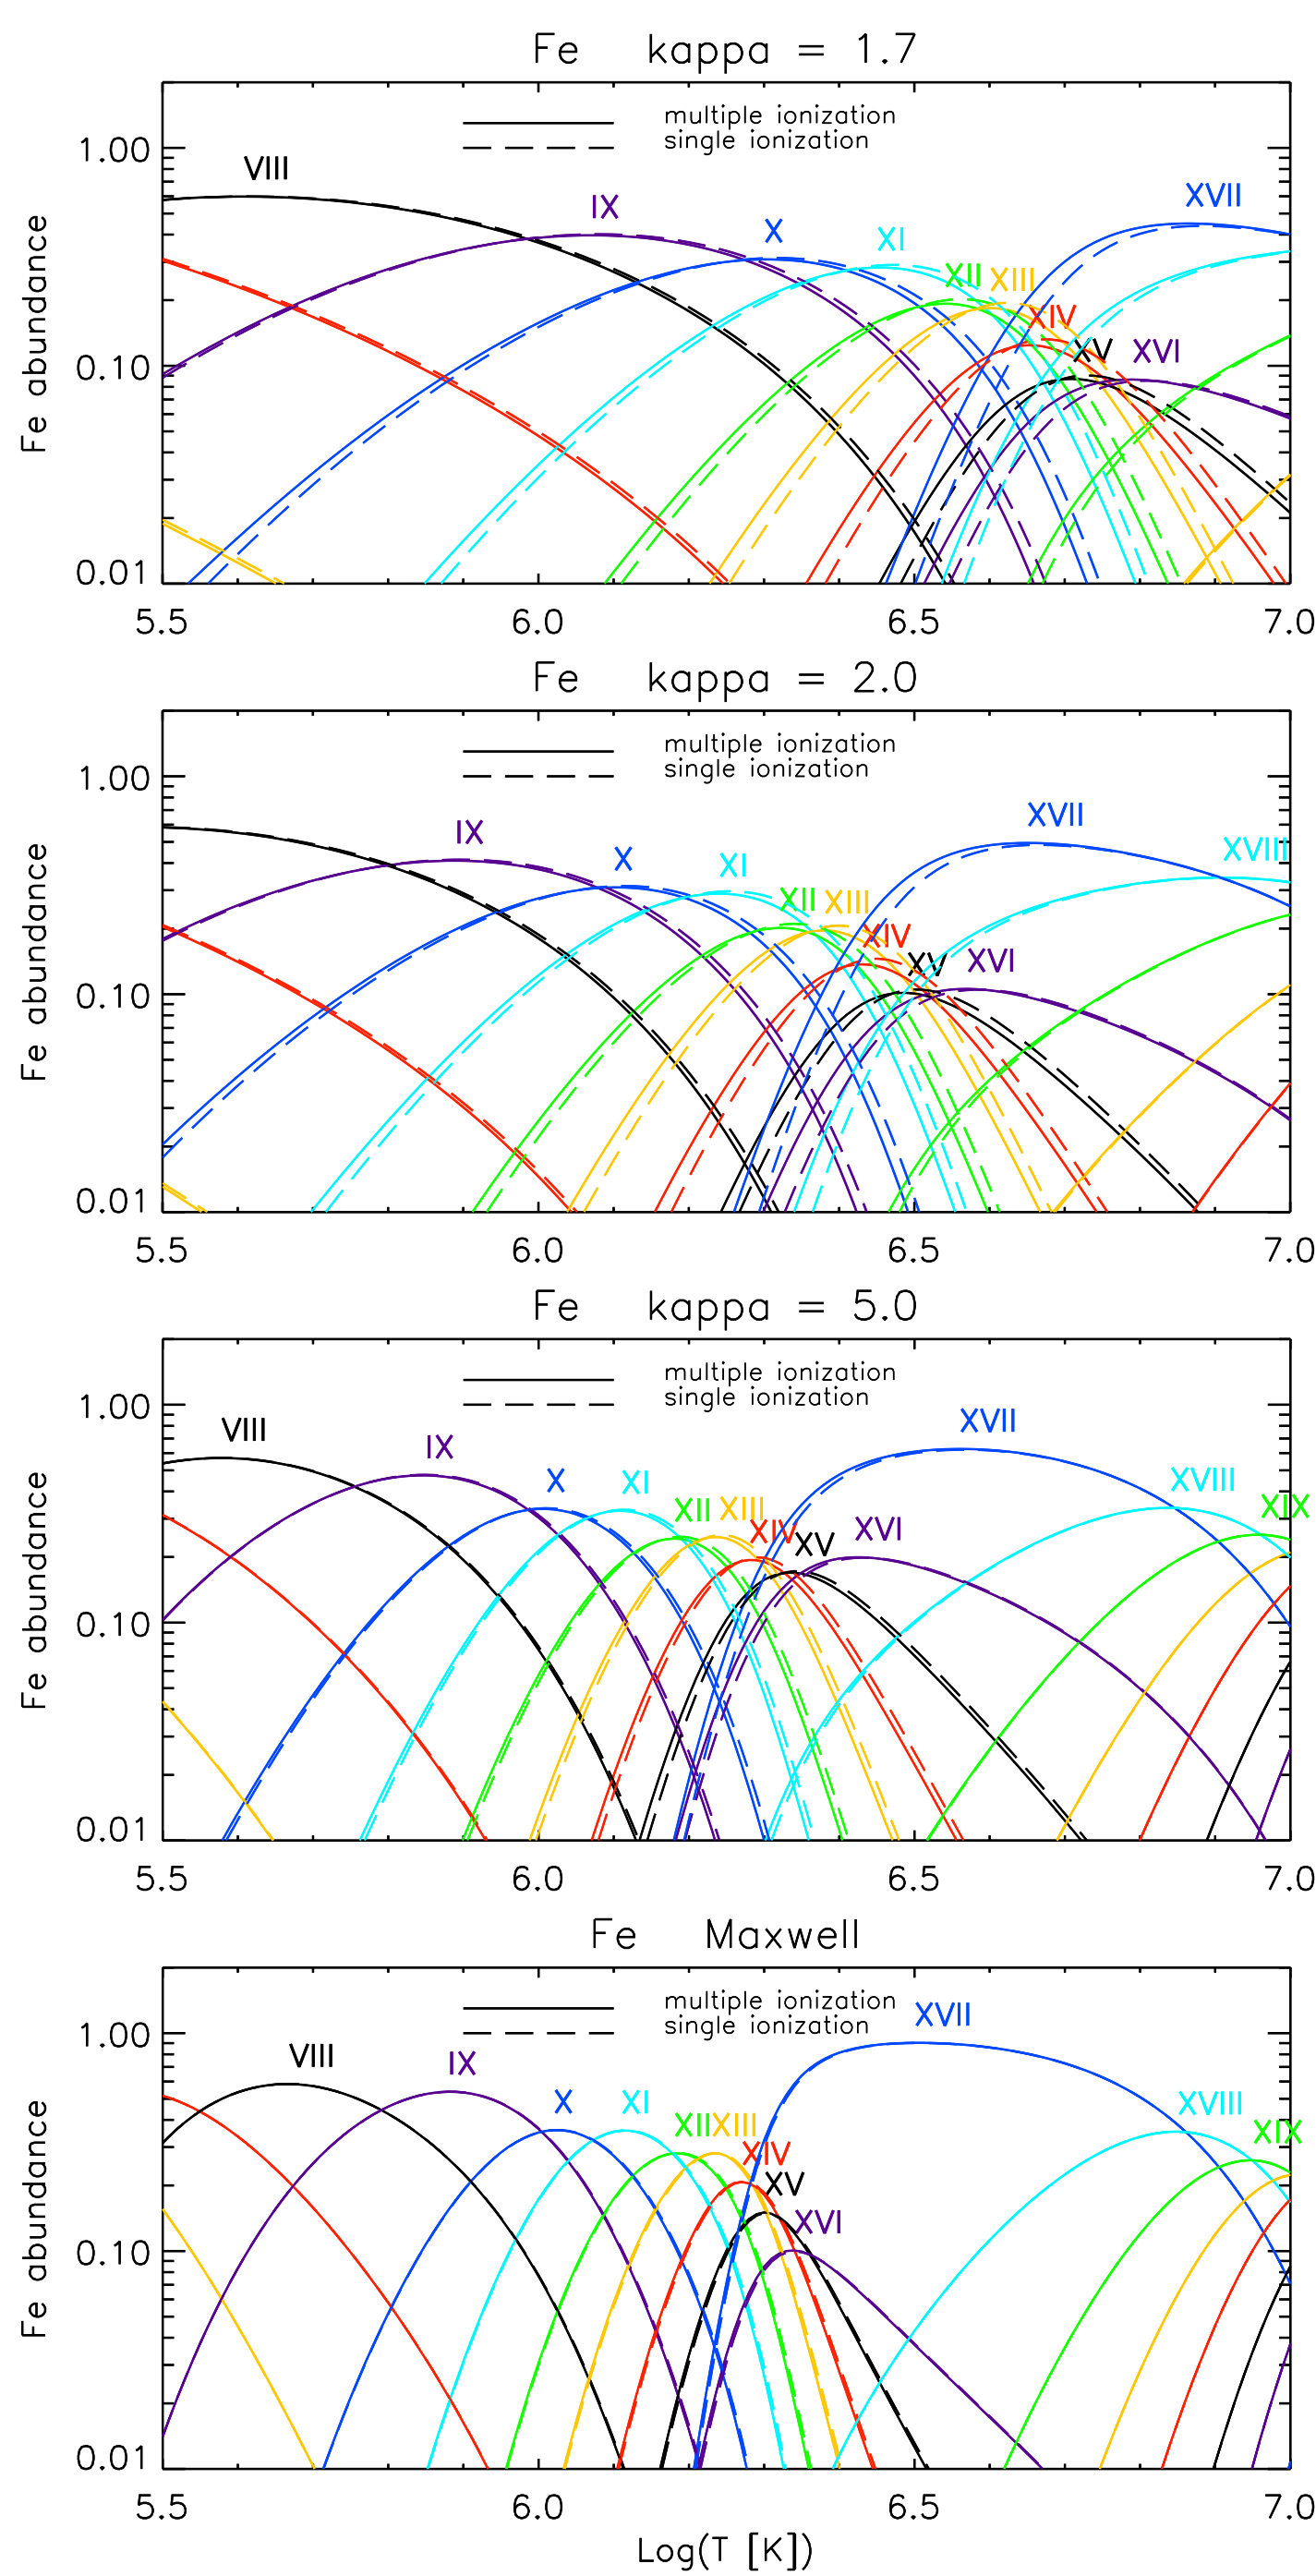 Fe kappa = 1.7
multiple ionization
single ionization
1.00
0.10
0.01
Fe abundance
VIII
IX
X
XI
XII
XIII
XIV
XV
XVI
XVII
5.5 6.0 6.5 7.0
Fe kappa = 2.0
multiple ionization
single ionization
1.00
0.10
0.01
Fe abundance
IX
X
XI
XII
XIII
XIV
XV
XVI
XVII
XVIII
5.5 6.0 6.5 7.0
Fe kappa = 5.0
multiple ionization
single ionization
1.00
0.10
0.01
Fe abundance
VIII
IX
X
XI
XII
XIII
XIV
XV
XVI
XVII
XVIII
XIX
5.5 6.0 6.5 7.0
Fe Maxwell
multiple ionization
single ionization
1.00
0.10
0.01
Fe abundance
VIII
IX
X
XI
XII
XIII
XIV
XV
XVI
XVII
XVIII
XIX
5.5 6.0 6.5 7.0
Log(T [K])